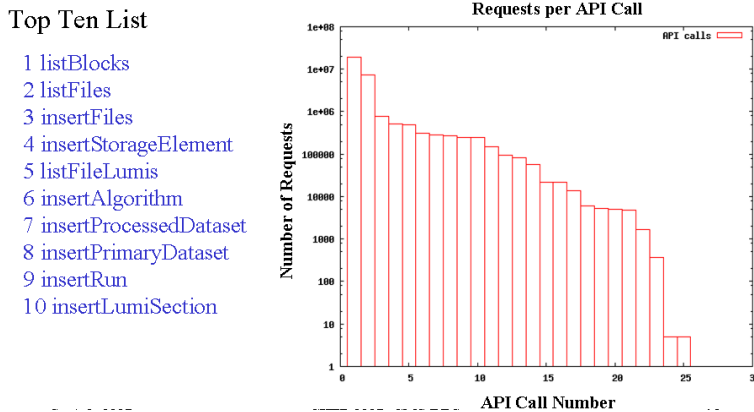 Top Ten List
1 listBlocks
2 listFiles
3 insertFiles
4 insertStorageElement
5 listFileLumis
6 insertAlgorithm
7 insertProcessedDataset
8 insertPrimaryDataset
9 insertRun
10 insertLumiSection
Requests per API Call
API calls
Number of Requests
1e+08
1e+07
1e+06
100000
10000
1000
100
10
1
0 5 10 15 20 25 3
API Call Number